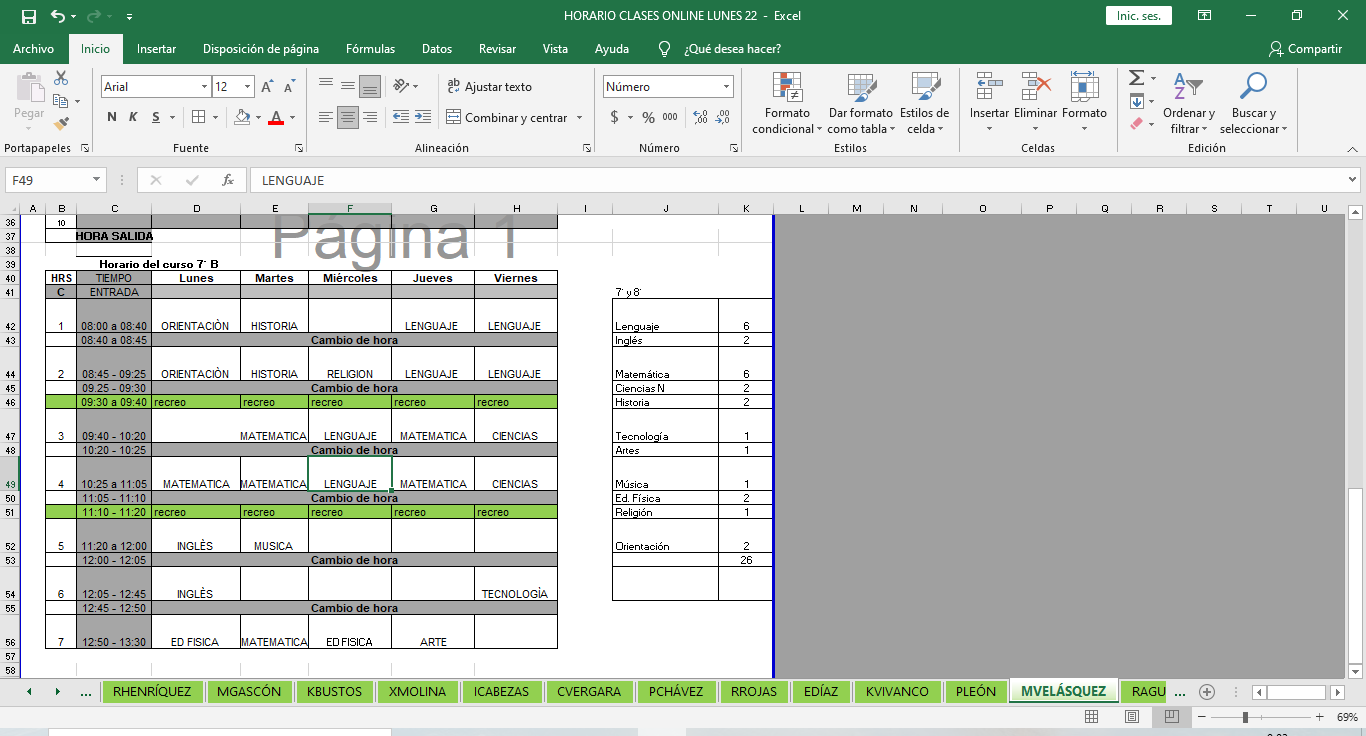 HORARIO CLASES ONLINE LUNES 22 - Excel
Inic. ses.
Archivo Inicio Insertar Disposición de página Fórmulas Datos Revisar Vista Ayuda ¿Qué desea hacer? Compartir
Pegar
Arial 12
N K S
Ajustar texto
Combinar y centrar
Número
$ % 000
Formato condicional
Dar formato como tabla
Estilos de celda
Insertar Eliminar Formato
Ordenar y filtrar
Buscar y seleccionar
Portapapeles Fuente Alineación Número Estilos Celdas Edición
F49 fx LENGUAJE
A B C D E F G H I J K L M N O P Q R S T U
Página 1
36 10
37 HORA SALIDA
38
39 Horario del curso 7° B
40 HRS TIEMPO Lunes Martes Miércoles Jueves Viernes
41 C ENTRADA 7° y 8°
42 1 08:00 a 08:40 ORIENTACIÒN HISTORIA LENGUAJE LENGUAJE Lenguaje 6
43 08:40 a 08:45 Cambio de hora Inglés 2
44 2 08:45 - 09:25 ORIENTACIÒN HISTORIA RELIGION LENGUAJE LENGUAJE Matemática 6
45 09:25 - 09:30 Cambio de hora Ciencias N 2
46 09:30 a 09:40 recreo recreo recreo recreo recreo Historia 2
47 3 09:40 - 10:20 MATEMATICA LENGUAJE MATEMATICA CIENCIAS Tecnología 1
48 10:20 - 10:25 Cambio de hora Artes 1
49 4 10:25 a 11:05 MATEMATICA MATEMATICA LENGUAJE MATEMATICA CIENCIAS Música 1
50 11:05 - 11:10 Cambio de hora Ed. Física 2
51 11:10 - 11:20 recreo recreo recreo recreo recreo Religión 1
52 5 11:20 a 12:00 INGLÈS MUSICA Orientación 2
53 12:00 - 12:05 Cambio de hora 26
54 6 12:05 - 12:45 INGLÈS TECNOLOGÌA
55 12:45 - 12:50 Cambio de hora
56 7 12:50 - 13:30 ED FISICA MATEMATICA ED FISICA ARTE
57
58
... RHENRÍQUEZ MGASCÓN KBUSTOS XMOLINA ICABEZAS CVERGARA PCHÁVEZ RROJAS EDÍAZ KVIVANCO PLEÓN MVELÁSQUEZ RAGU ...
69%